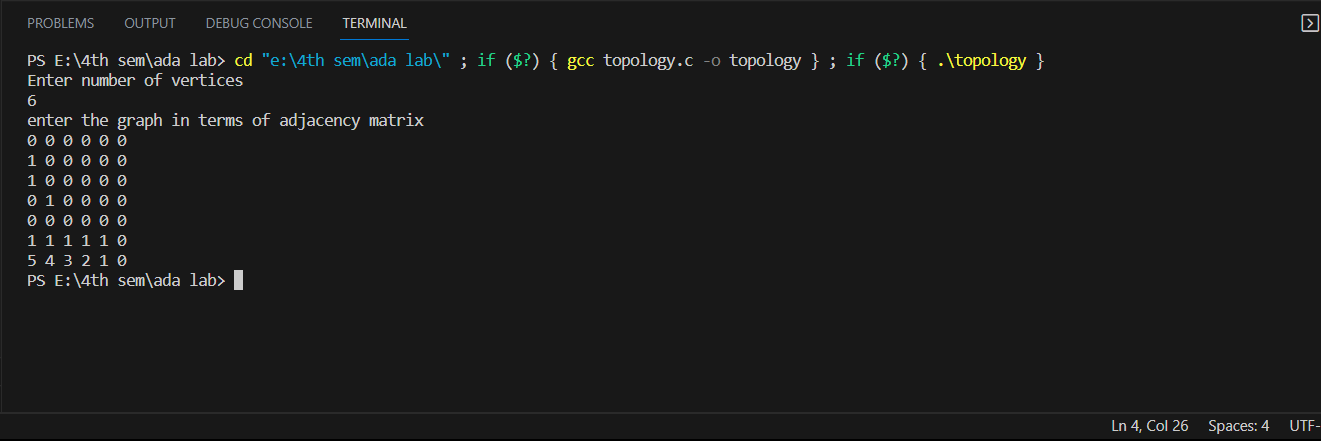 PROBLEMS OUTPUT DEBUG CONSOLE TERMINAL
PS E:\4th sem\ada lab> cd "e:\4th sem\ada lab\" ; if ($?) { gcc topology.c -o topology } ; if ($?) { .\topology }
Enter number of vertices
6
enter the graph in terms of adjacency matrix
0 0 0 0 0 0
1 0 0 0 0 0
1 0 0 0 0 0
0 1 0 0 0 0
0 0 0 0 0 0
1 1 1 1 1 0
5 4 3 2 1 0
PS E:\4th sem\ada lab>
Ln 4, Col 26 Spaces: 4 UTF-